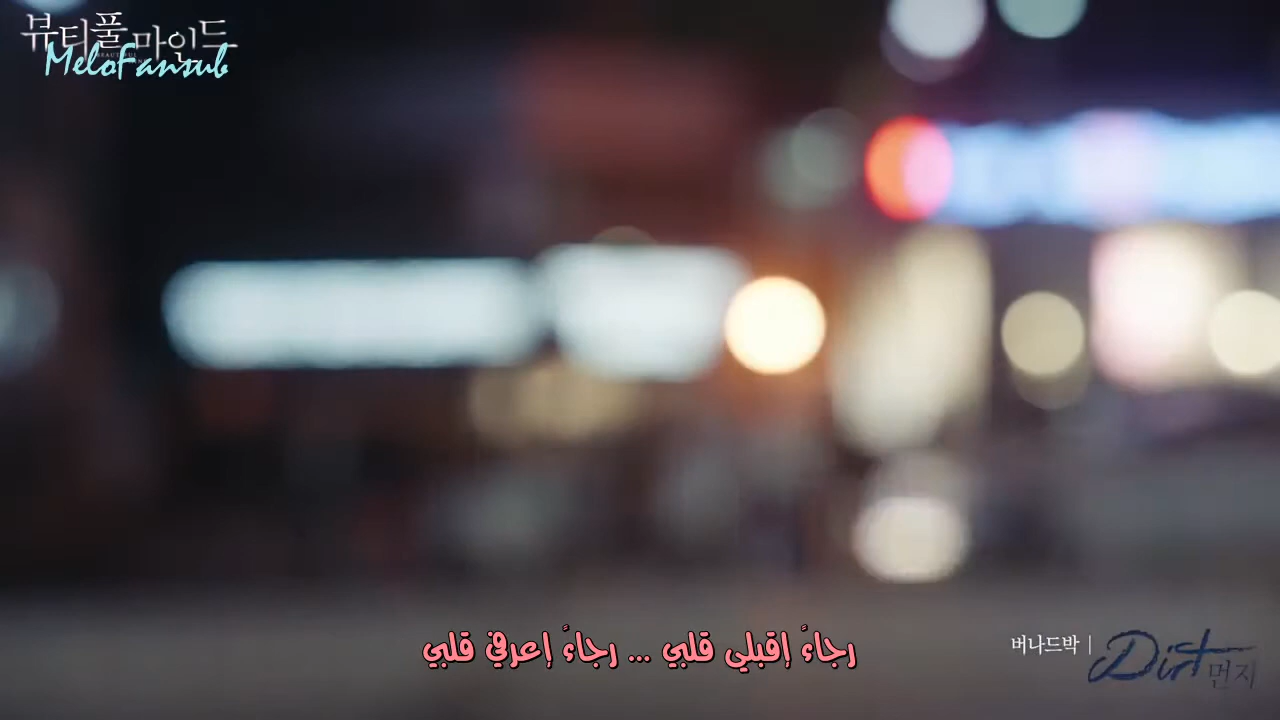 뷰티풀마인드
MeloFansub
رجاءً إقبلي قلبي ... رجاءً إعرفي قلبي
버나드박 | Dirt
먼지